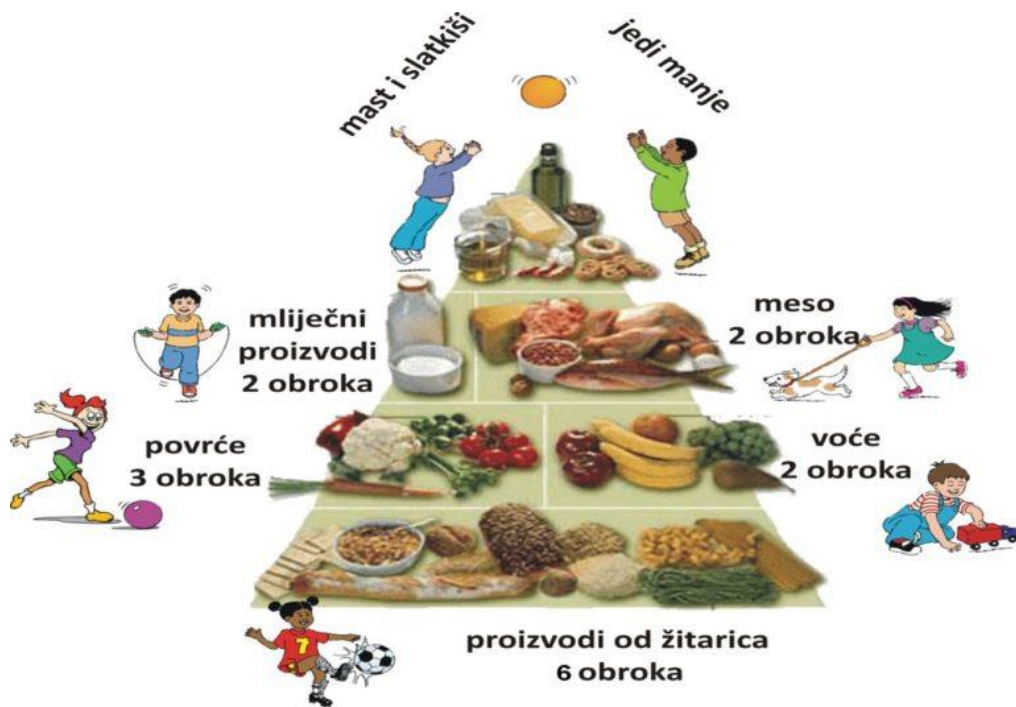 mast i slatkiši
jedi manje
mliječni
proizvodi
2 obroka
meso
2 obroka
povrće
3 obroka
voće
2 obroka
7
proizvodi od žitarica
6 obroka